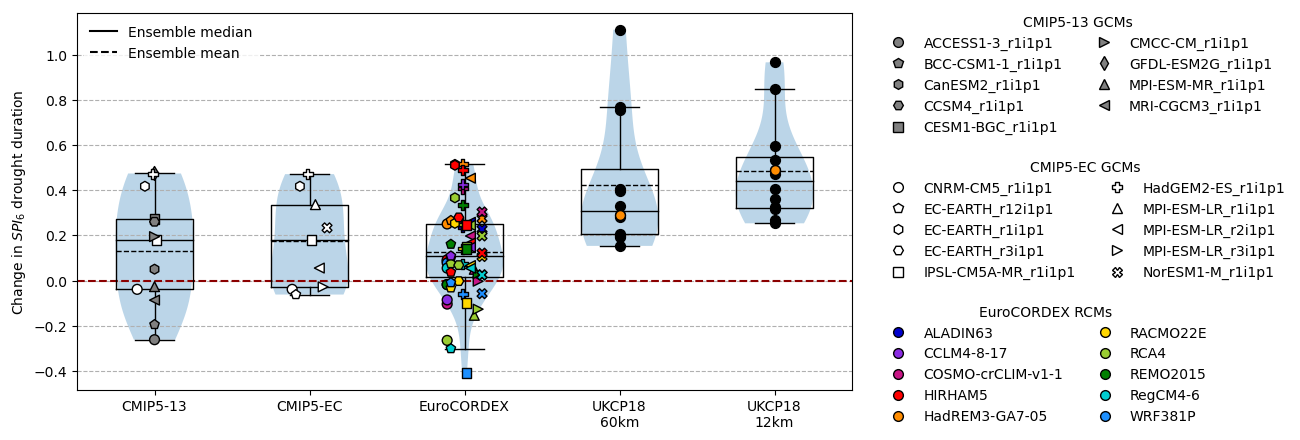 Ensemble median
Ensemble mean
Change in SPI6 drought duration
1.0
0.8
0.6
0.4
0.2
0.0
−0.2
−0.4
CMIP5-13
CMIP5-EC
EuroCORDEX
UKCP18
60km
UKCP18
12km
CMIP5-13 GCMs
ACCESS1-3_r1i1p1
BCC-CSM1-1_r1i1p1
CanESM2_r1i1p1
CCSM4_r1i1p1
CESM1-BGC_r1i1p1
CMCC-CM_r1i1p1
GFDL-ESM2G_r1i1p1
MPI-ESM-MR_r1i1p1
MRI-CGCM3_r1i1p1
CMIP5-EC GCMs
CNRM-CM5_r1i1p1
EC-EARTH_r12i1p1
EC-EARTH_r1i1p1
EC-EARTH_r3i1p1
IPSL-CM5A-MR_r1i1p1
HadGEM2-ES_r1i1p1
MPI-ESM-LR_r1i1p1
MPI-ESM-LR_r2i1p1
MPI-ESM-LR_r3i1p1
NorESM1-M_r1i1p1
EuroCORDEX RCMs
ALADIN63
CCLM4-8-17
COSMO-crCLIM-v1-1
HIRHAM5
HadREM3-GA7-05
RACMO22E
RCA4
REMO2015
RegCM4-6
WRF381P